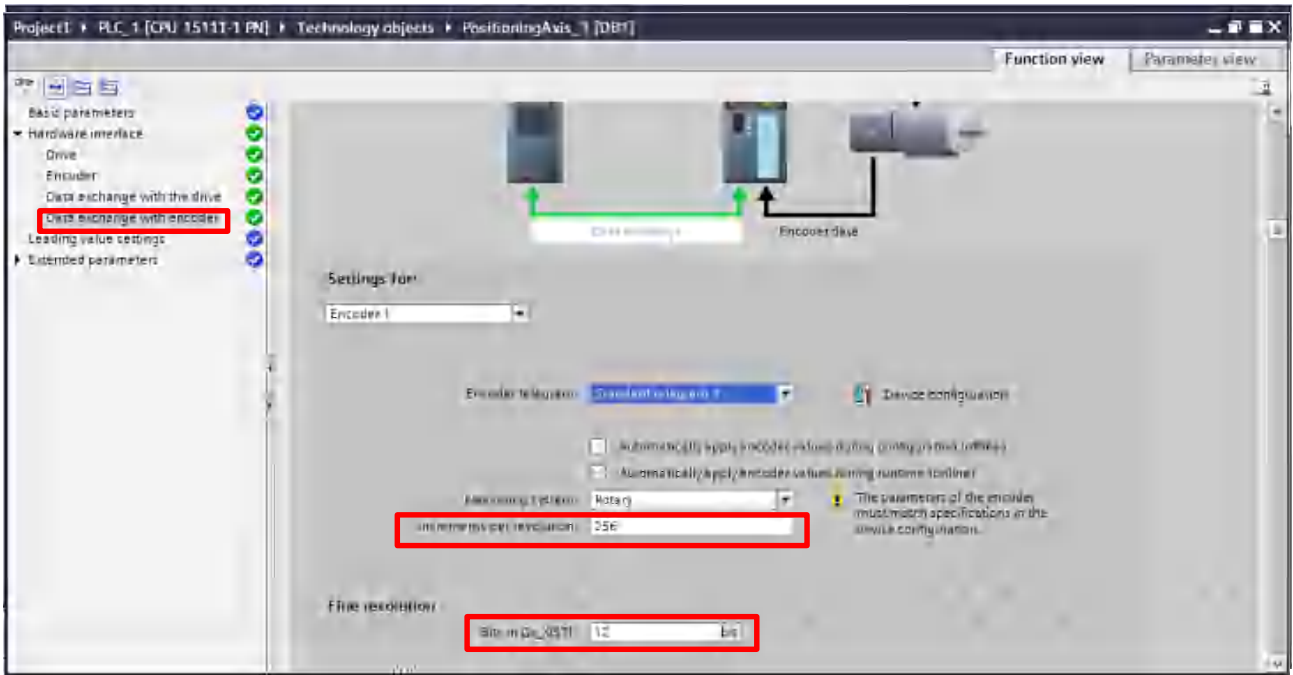 Project1 ▸ PLC_1 [CPU 1511T-1 PN] ▸ Technology objects ▸ PositioningAxis_1 [DB1]
Function view
Parameter view
Basic parameters
Hardware interface
Drive
Encoder
Data exchange with the drive
Data exchange with encoder
Leading value settings
Extended parameters
Encoder data
Settings for:
Encoder 1
Encoder telegram:
Device configuration
Automatically apply encoder values during configuration (offline)
Automatically apply encoder values during runtime (online)
Measuring system: Rotary
The parameters of the encoder
must match specifications in the
device configuration.
Increments per revolution: 256
Fine resolution
Bits in Gx_XIST1: 12 bit